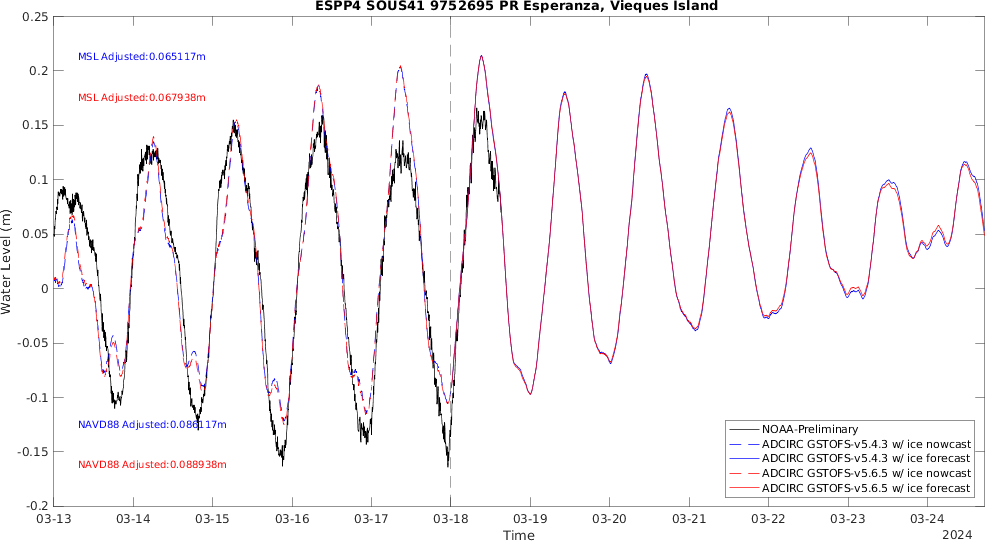 ESPP4 SOUS41 9752695 PR Esperanza, Vieques Island
0.25
0.2
0.15
0.1
0.05
0
-0.05
-0.1
-0.15
-0.2
Water Level (m)
MSL Adjusted:0.065117m
MSL Adjusted:0.067938m
NAVD88 Adjusted:0.086117m
NAVD88 Adjusted:0.088938m
NOAA-Preliminary
ADCIRC GSTOFS-v5.4.3 w/ ice nowcast
ADCIRC GSTOFS-v5.4.3 w/ ice forecast
ADCIRC GSTOFS-v5.6.5 w/ ice nowcast
ADCIRC GSTOFS-v5.6.5 w/ ice forecast
03-13 03-14 03-15 03-16 03-17 03-18 03-19 03-20 03-21 03-22 03-23 03-24
Time
2024